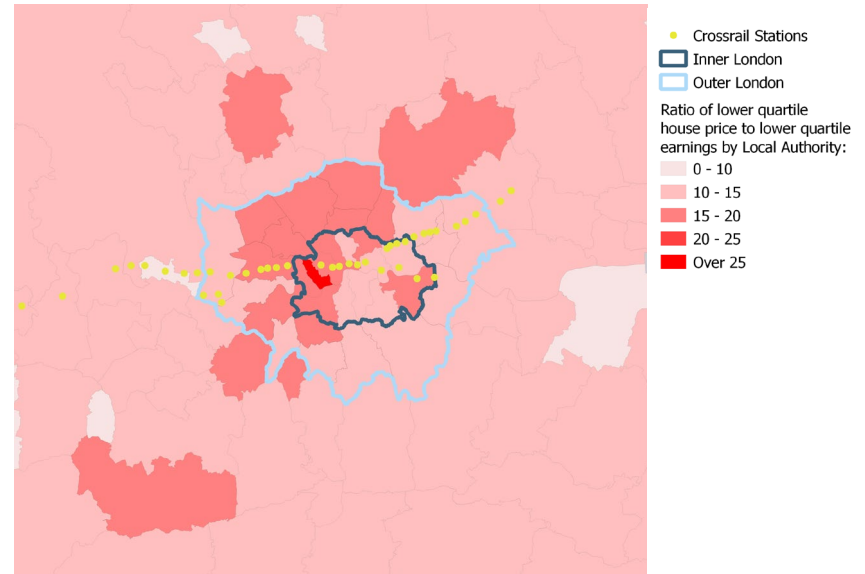 Crossrail Stations
Inner London
Outer London
Ratio of lower quartile
house price to lower quartile
earnings by Local Authority:
0 - 10
10 - 15
15 - 20
20 - 25
Over 25